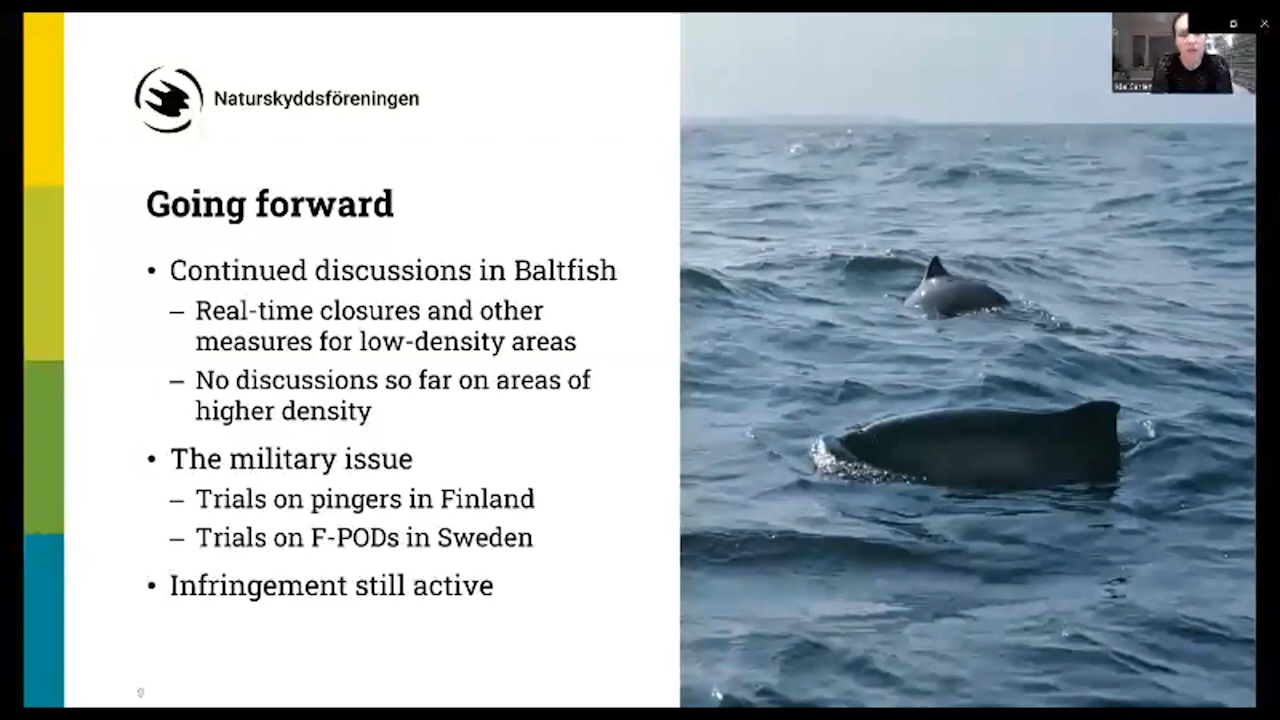 Naturskyddsföreningen
Going forward
• Continued discussions in Baltfish
– Real-time closures and other
measures for low-density areas
– No discussions so far on areas of
higher density
• The military issue
– Trials on pingers in Finland
– Trials on F-PODs in Sweden
• Infringement still active
9